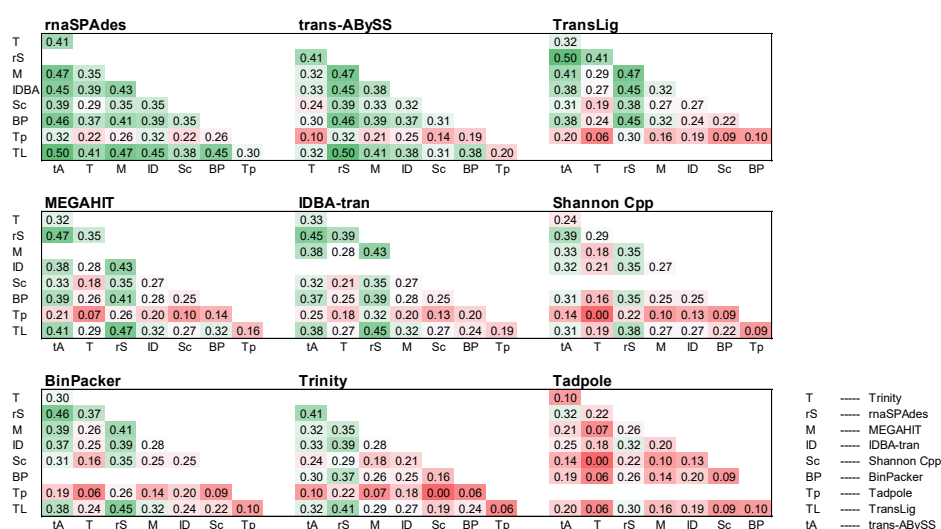 rnaSPAdes trans-ABySS TransLig
T 0.41 0.32
rS 0.41 0.50 0.41
M 0.47 0.35 0.32 0.47 0.41 0.29 0.47
IDBA 0.45 0.39 0.43 0.33 0.45 0.38 0.38 0.27 0.45 0.32
Sc 0.39 0.29 0.35 0.35 0.24 0.39 0.33 0.32 0.31 0.19 0.38 0.27 0.27
BP 0.46 0.37 0.41 0.39 0.35 0.30 0.46 0.39 0.37 0.31 0.38 0.24 0.45 0.32 0.24 0.22
Tp 0.32 0.22 0.26 0.32 0.22 0.26 0.10 0.32 0.21 0.25 0.14 0.19 0.20 0.06 0.30 0.16 0.19 0.09 0.10
TL 0.50 0.41 0.47 0.45 0.38 0.45 0.30 0.32 0.50 0.41 0.38 0.31 0.38 0.20
tA T M ID Sc BP Tp T rS M ID Sc BP Tp tA T rS M ID Sc BP
MEGAHIT IDBA-tran Shannon Cpp
T 0.32 0.33 0.24
rS 0.47 0.35 0.45 0.39 0.39 0.29
M 0.38 0.28 0.43 0.33 0.18 0.35
ID 0.38 0.28 0.43 0.32 0.21 0.35 0.27
Sc 0.33 0.18 0.35 0.27 0.32 0.21 0.35 0.27
BP 0.39 0.26 0.41 0.28 0.25 0.37 0.25 0.39 0.28 0.25 0.31 0.16 0.35 0.25 0.25
Tp 0.21 0.07 0.26 0.20 0.10 0.14 0.25 0.18 0.32 0.20 0.13 0.20 0.14 0.00 0.22 0.10 0.13 0.09
TL 0.41 0.29 0.47 0.32 0.27 0.32 0.16 0.38 0.27 0.45 0.32 0.27 0.24 0.19 0.31 0.19 0.38 0.27 0.27 0.22 0.09
tA T rS ID Sc BP Tp tA T rS M Sc BP Tp tA T rS M ID BP Tp
BinPacker Trinity Tadpole
T 0.30 0.10 T ----- Trinity
rS 0.46 0.37 0.41 0.32 0.22 rS ----- rnaSPAdes
M 0.39 0.26 0.41 0.32 0.35 0.21 0.07 0.26 M ----- MEGAHIT
ID 0.37 0.25 0.39 0.28 0.33 0.39 0.28 0.25 0.18 0.32 0.20 ID ----- IDBA-tran
Sc 0.31 0.16 0.35 0.25 0.25 0.24 0.29 0.18 0.21 0.14 0.00 0.22 0.10 0.13 Sc ----- Shannon Cpp
BP 0.30 0.37 0.26 0.25 0.16 0.19 0.06 0.26 0.14 0.20 0.09 BP ----- BinPacker
Tp 0.19 0.06 0.26 0.14 0.20 0.09 0.10 0.22 0.07 0.18 0.00 0.06 Tp ----- Tadpole
TL 0.38 0.24 0.45 0.32 0.24 0.22 0.10 0.32 0.41 0.29 0.27 0.19 0.24 0.06 0.20 0.06 0.30 0.16 0.19 0.09 0.10 TL ----- TransLig
tA T rS M ID Sc Tp tA rS M ID Sc BP Tp tA T rS M ID Sc BP tA ----- trans-ABySS